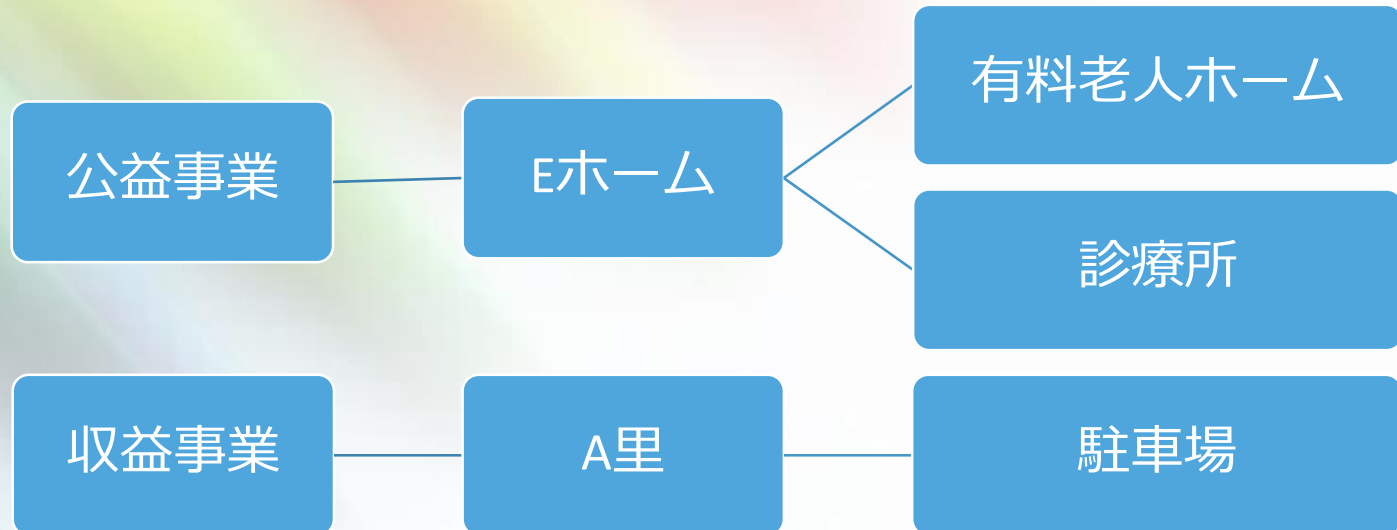 公益事業
Eホーム
有料老人ホーム
診療所
収益事業
A里
駐車場